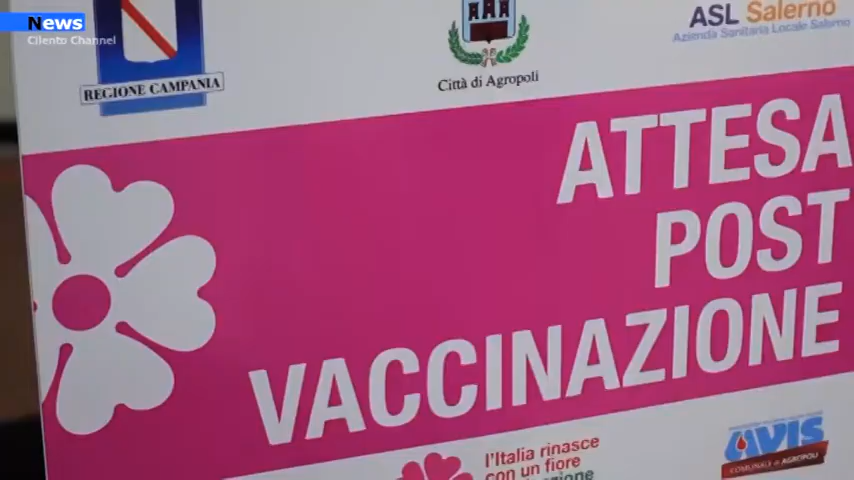 News
Cilento Channel
REGIONE CAMPANIA
Città di Agropoli
ASL Salerno
Azienda Sanitaria Locale Salerno
ATTESA
POST
VACCINAZIONE
l'Italia rinasce
con un fiore
AVIS
COMUNALE di AGROPOLI